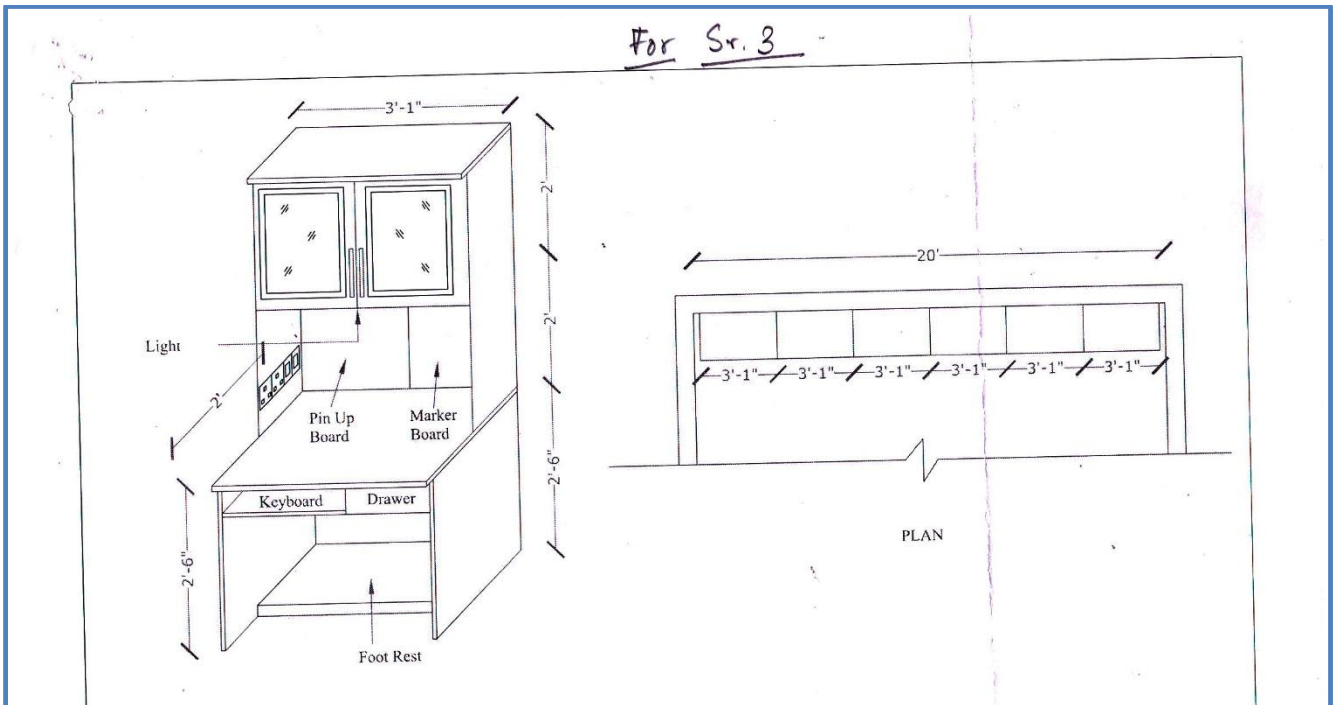 For Sr. 3
3'-1"
2'
20'
2'
Light
3'-1" 3'-1" 3'-1" 3'-1" 3'-1" 3'-1"
2'
Pin Up
Board
Marker
Board
2'-6"
Keyboard
Drawer
PLAN
2'-6"
Foot Rest